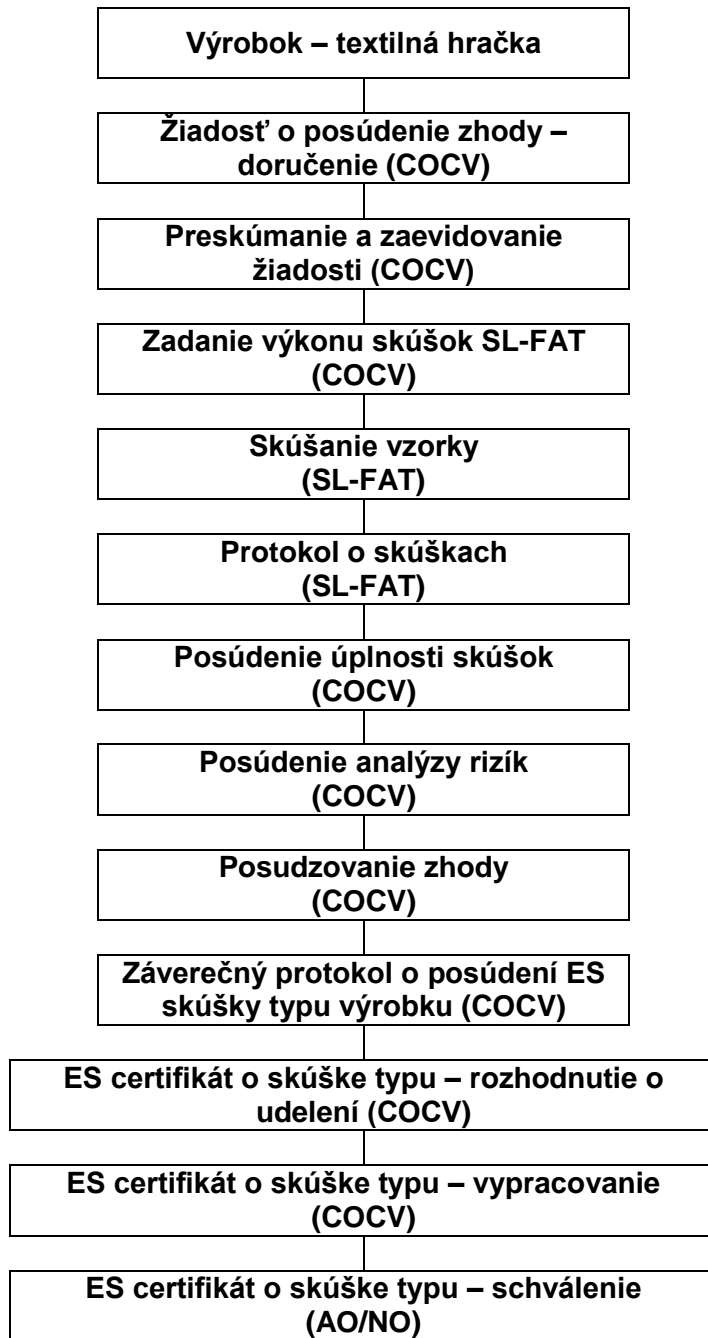 Výrobok – textilná hračka
Žiadosť o posúdenie zhody –
doručenie (COCV)
Preskúmanie a zaevidovanie
žiadosti (COCV)
Zadanie výkonu skúšok SL-FAT
(COCV)
Skúšanie vzorky
(SL-FAT)
Protokol o skúškach
(SL-FAT)
Posúdenie úplnosti skúšok
(COCV)
Posúdenie analýzy rizík
(COCV)
Posudzovanie zhody
(COCV)
Záverečný protokol o posúdení ES
skúšky typu výrobku (COCV)
ES certifikát o skúške typu – rozhodnutie o
udelení (COCV)
ES certifikát o skúške typu – vypracovanie
(COCV)
ES certifikát o skúške typu – schválenie
(AO/NO)